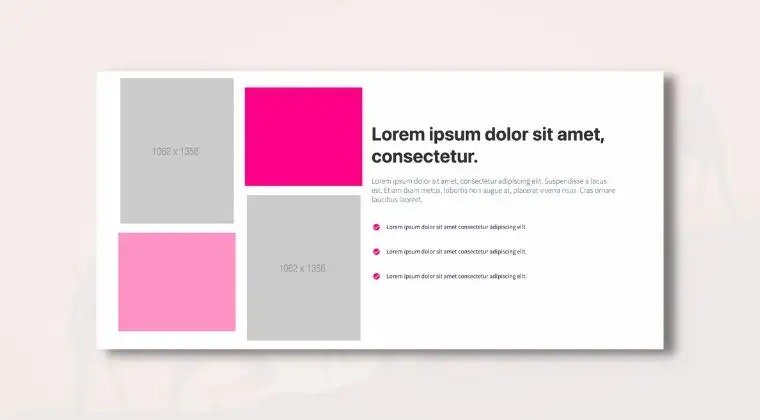 1062 x 1356
1062 x 1356
Lorem ipsum dolor sit amet,
consectetur.
Lorem ipsum dolor sit amet, consectetur adipiscing elit. Suspendisse a lacus
est. Etiam diam metus, lobortis non augue at, placerat viverra risus. Cras ornare
faucibus laoreet.
Lorem ipsum dolor sit amet consectetur adipiscing elit.
Lorem ipsum dolor sit amet consectetur adipiscing elit.
Lorem ipsum dolor sit amet consectetur adipiscing elit.